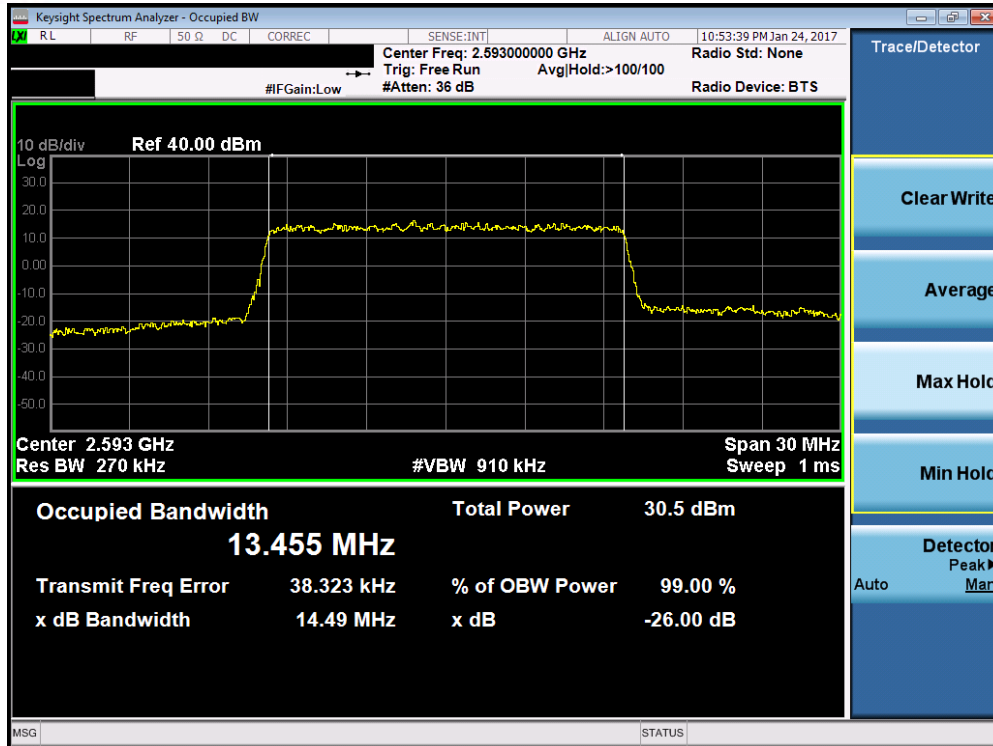 Keysight Spectrum Analyzer - Occupied BW
LXI RL RF 50 Ω DC CORREC SENSE:INT ALIGN AUTO 10:53:39 PM Jan 24, 2017
Center Freq: 2.593000000 GHz Radio Std: None
Trig: Free Run Avg|Hold:>100/100
#IFGain:Low #Atten: 36 dB Radio Device: BTS
10 dB/div Ref 40.00 dBm
Log
30.0
20.0
10.0
0.00
-10.0
-20.0
-30.0
-40.0
-50.0
Center 2.593 GHz Span 30 MHz
Res BW 270 kHz #VBW 910 kHz Sweep 1 ms
Occupied Bandwidth Total Power 30.5 dBm
13.455 MHz
Transmit Freq Error 38.323 kHz % of OBW Power 99.00 %
x dB Bandwidth 14.49 MHz x dB -26.00 dB
MSG STATUS
Trace/Detector
Clear Write
Average
Max Hold
Min Hold
Detector
Peak
Auto Man